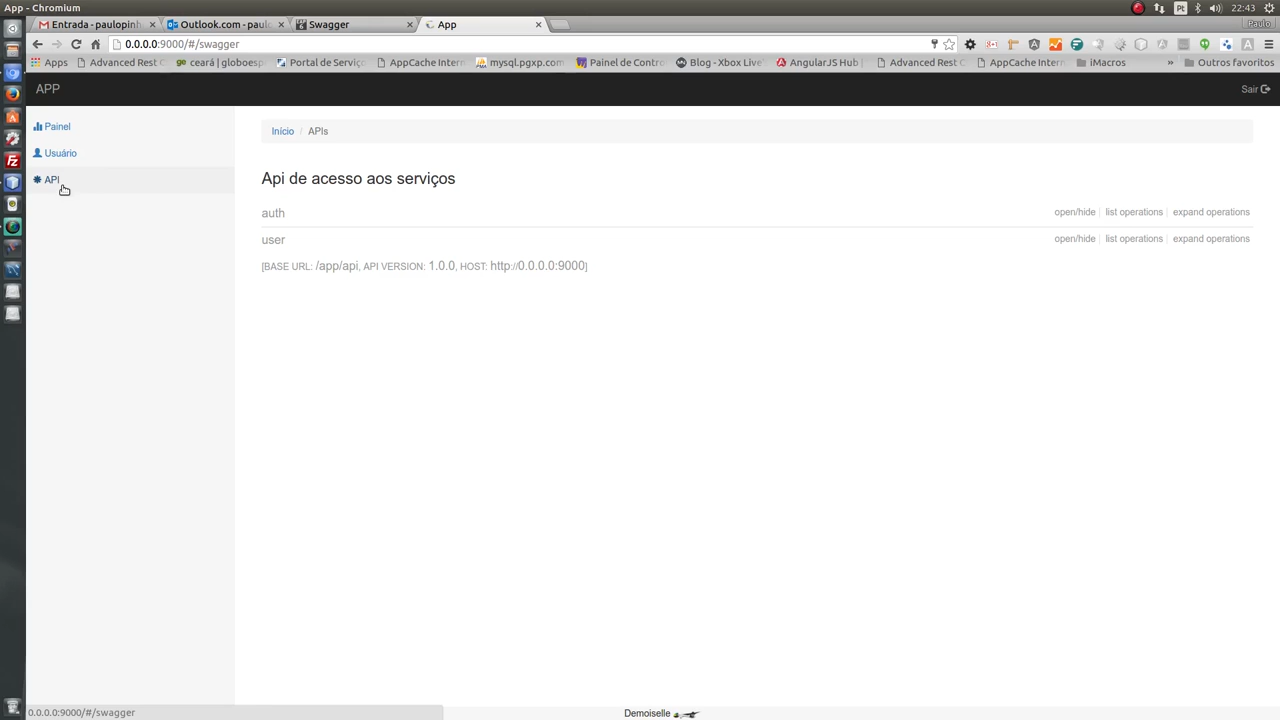 App - Chromium
Pt
22:43
Entrada - paulopinh
Outlook.com - paulo
Swagger
App
Paulo
0.0.0.0:9000/#/swagger
Apps
Advanced Rest C
ceará | globoesp
Portal de Serviço
AppCache Intern
mysql.pgxp.com
Painel de Contro
Blog - Xbox Live'
AngularJS Hub |
Advanced Rest C
AppCache Intern
iMacros
»
Outros favoritos
APP
Sair
Painel
Usuário
API
Início / APIs
Api de acesso aos serviços
auth
open/hide
list operations
expand operations
user
open/hide
list operations
expand operations
[BASE URL: /app/api, API VERSION: 1.0.0, HOST: http://0.0.0.0:9000]
0.0.0.0:9000/#/swagger
Demoiselle